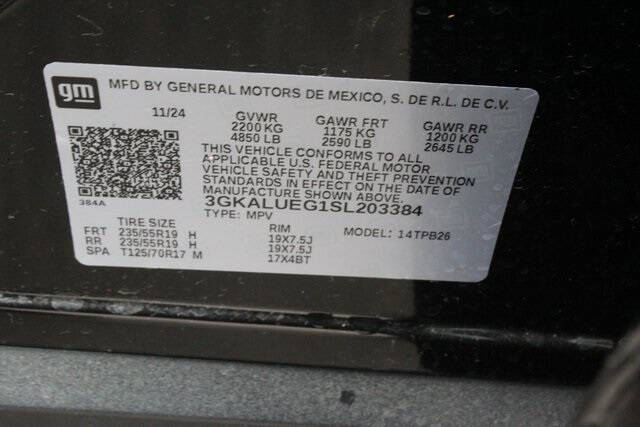 gm MFD BY GENERAL MOTORS DE MEXICO, S. DE R.L. DE C.V.
11/24 GVWR GAWR FRT GAWR RR
2200 KG 1175 KG 1200 KG
4850 LB 2590 LB 2645 LB
THIS VEHICLE CONFORMS TO ALL
APPLICABLE U.S. FEDERAL MOTOR
VEHICLE SAFETY AND THEFT PREVENTION
STANDARDS IN EFFECT ON THE DATE OF
MANUFACTURE SHOWN ABOVE.
384A 3GKALUEG1SL203384
TYPE: MPV
TIRE SIZE RIM MODEL: 14TPB26
FRT 235/55R19 H 19X7.5J
RR 235/55R19 H 19X7.5J
SPA T125/70R17 M 17X4BT